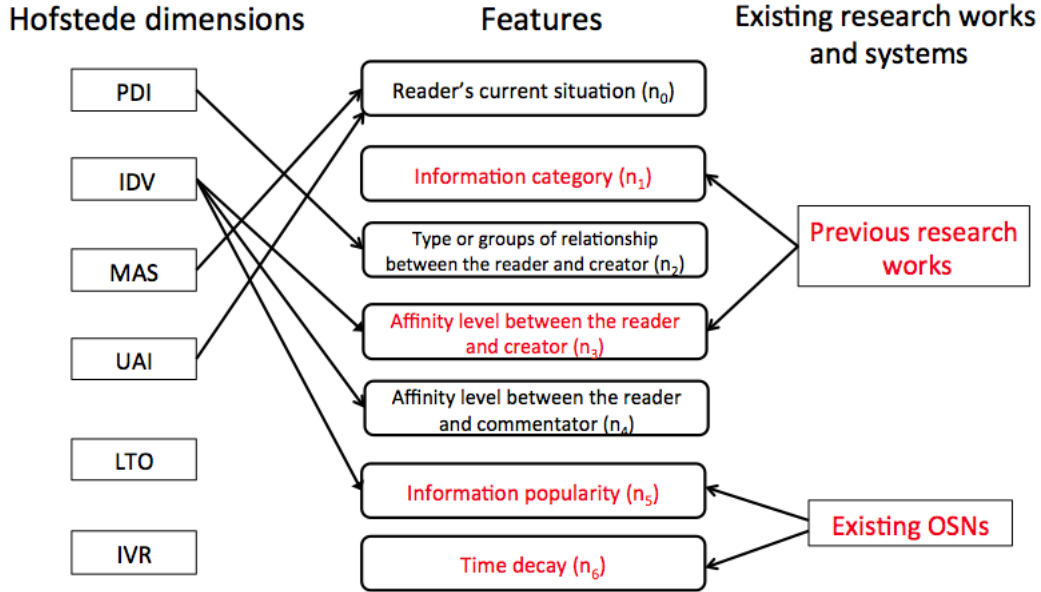 Hofstede dimensions
Features
Existing research works
and systems
PDI
IDV
MAS
UAI
LTO
IVR
Reader's current situation (n₀)
Information category (n₁)
Type or groups of relationship
between the reader and creator (n₂)
Affinity level between the reader
and creator (n₃)
Affinity level between the reader
and commentator (n₄)
Information popularity (n₅)
Time decay (n₆)
Previous research
works
Existing OSNs